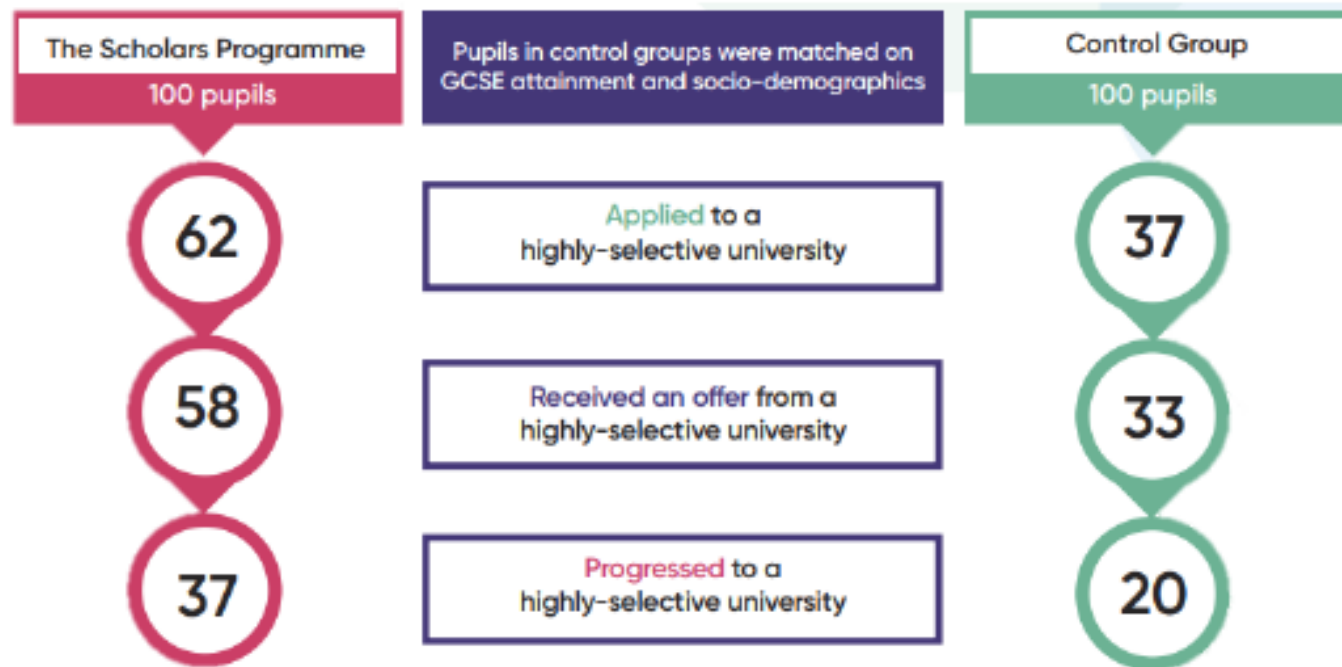 The Scholars Programme
100 pupils
Pupils in control groups were matched on
GCSE attainment and socio-demographics
Control Group
100 pupils
62
Applied to a
highly-selective university
37
58
Received an offer from a
highly-selective university
33
37
Progressed to a
highly-selective university
20